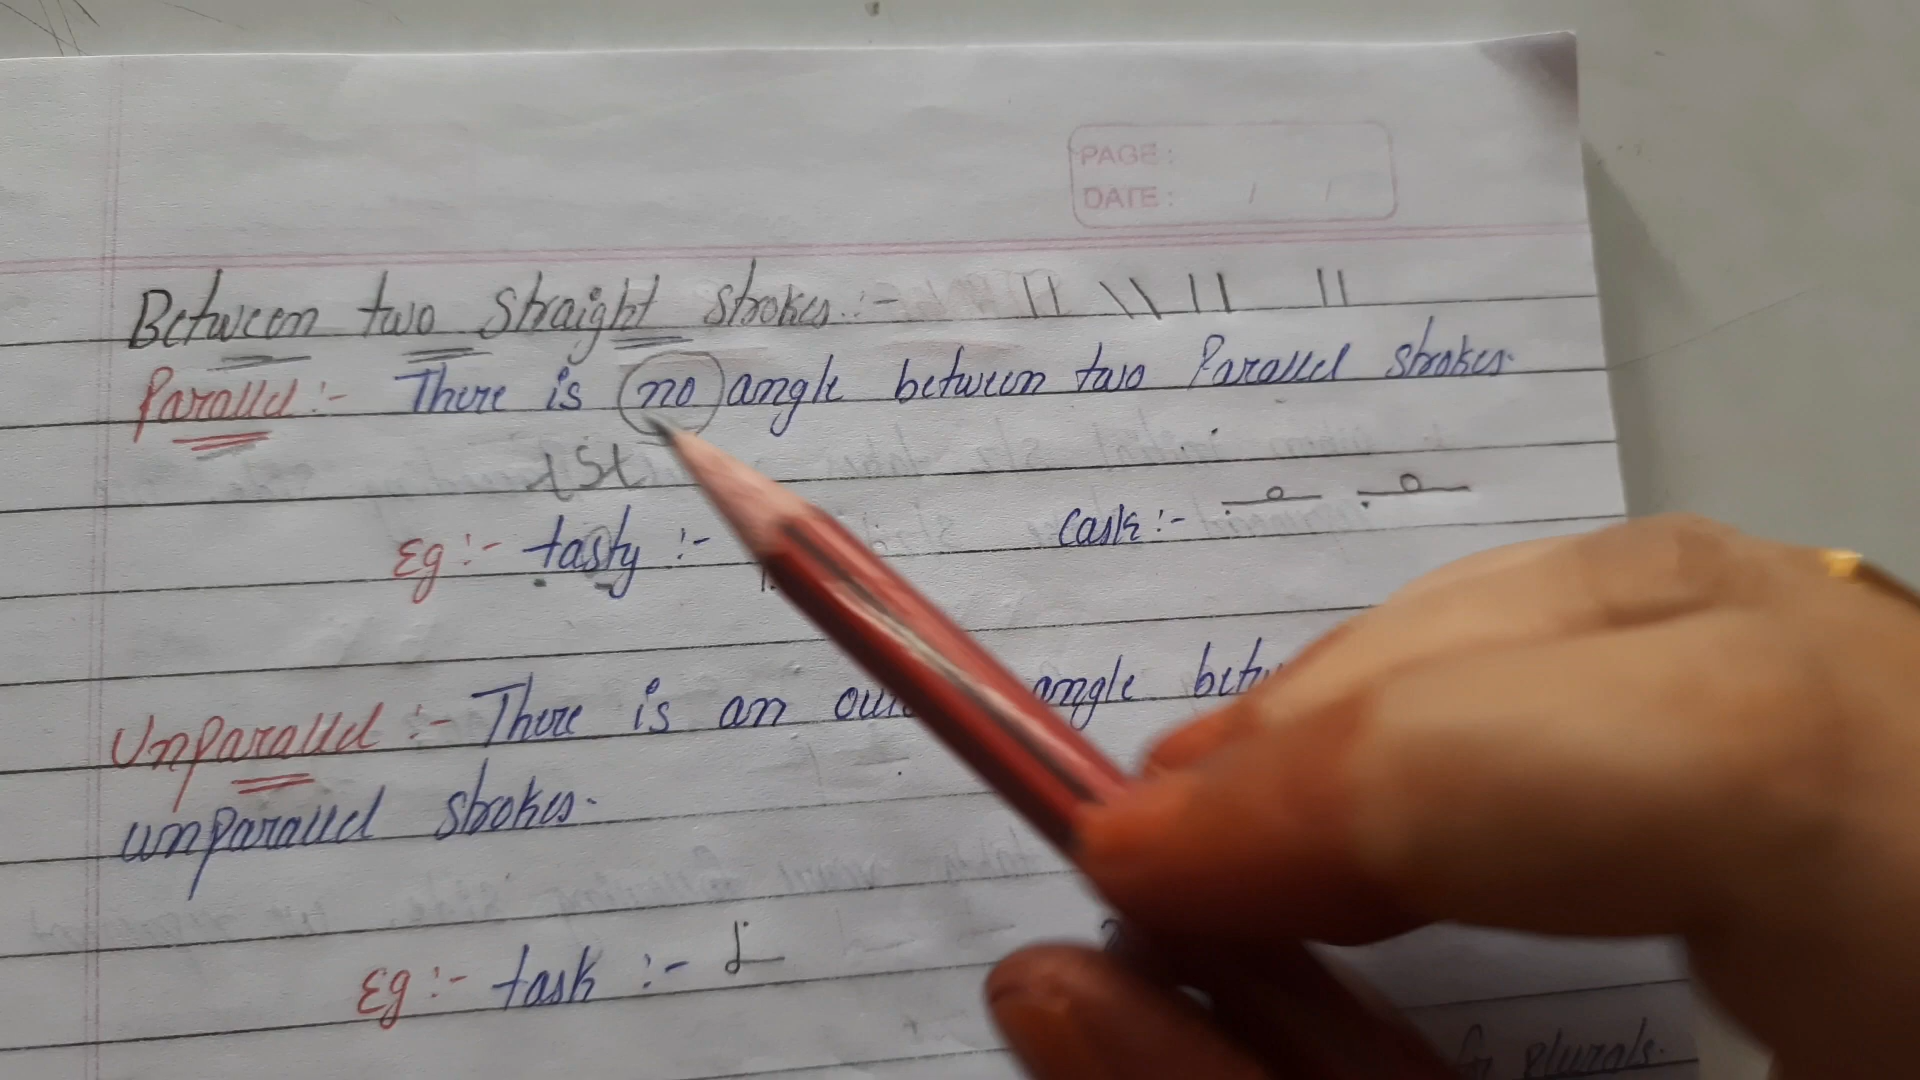 PAGE :
DATE : / /
Between two straight strokes :-
Parallel :- There is no angle between two Parallel strokes.
tst
Eg :- tasty :- cask :-
Unparallel :- There is an angle
unparallel strokes.
Eg :- task :-
plurals.